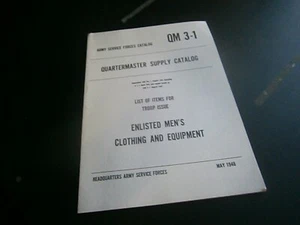 ARMY SERVICE FORCES CATALOG
QM 3-1
QUARTERMASTER SUPPLY CATALOG
LIST OF ITEMS FOR
TROOP ISSUE
ENLISTED MEN'S
CLOTHING AND EQUIPMENT
HEADQUARTERS ARMY SERVICE FORCES
MAY 1946